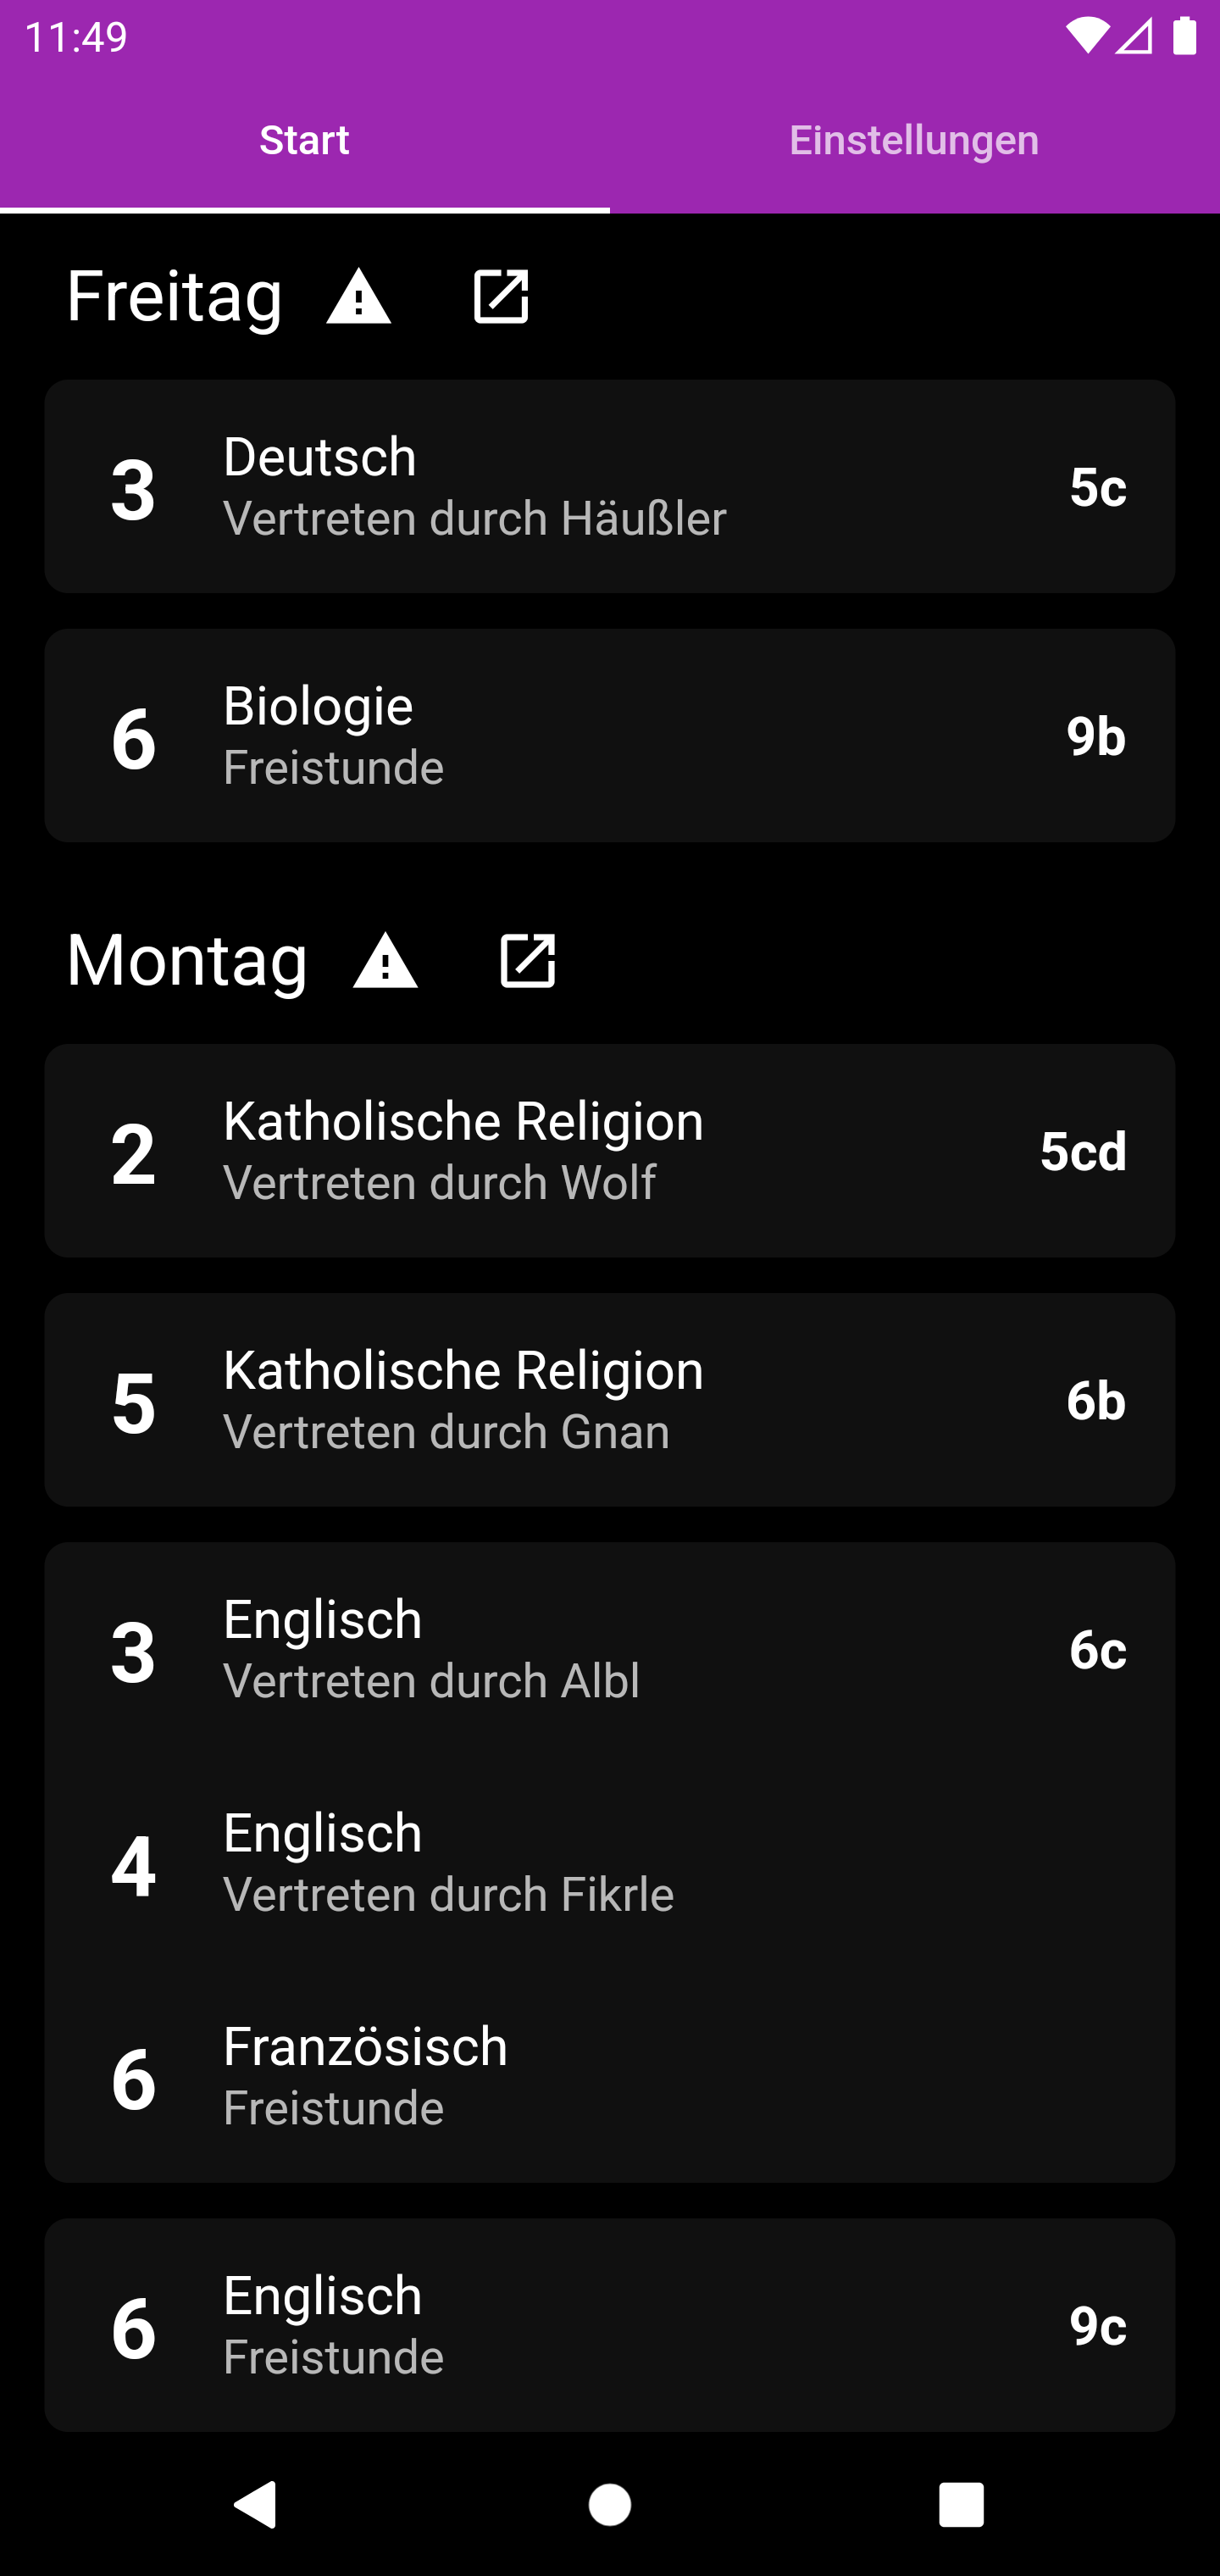 11:49
Start
Einstellungen
Freitag
3
Deutsch
Vertreten durch Häußler
5c
6
Biologie
Freistunde
9b
Montag
2
Katholische Religion
Vertreten durch Wolf
5cd
5
Katholische Religion
Vertreten durch Gnan
6b
3
Englisch
Vertreten durch Albl
6c
4
Englisch
Vertreten durch Fikrle
6
Französisch
Freistunde
6
Englisch
Freistunde
9c